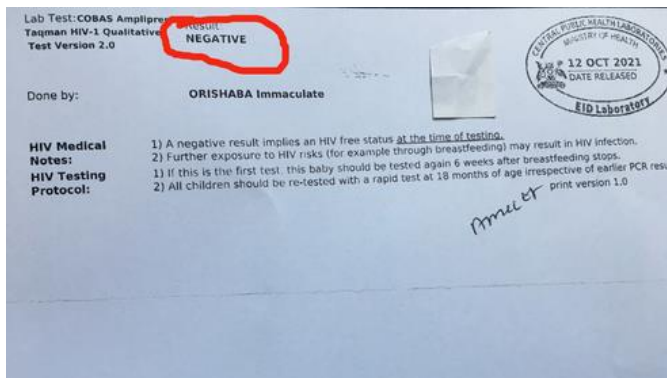 Lab Test: COBAS Ampliprep
Taqman HIV-1 Qualitative
Test Version 2.0
Result:
NEGATIVE
CENTRAL PUBLIC HEALTH LABORATORIES
MINISTRY OF HEALTH
12 OCT 2021
DATE RELEASED
EID Laboratory
Done by: ORISHABA Immaculate
HIV Medical Notes:
1) A negative result implies an HIV free status at the time of testing.
2) Further exposure to HIV risks (for example through breastfeeding) may result in HIV infection.
HIV Testing Protocol:
1) If this is the first test, this baby should be tested again 6 weeks after breastfeeding stops.
2) All children should be re-tested with a rapid test at 18 months of age irrespective of earlier PCR resu
print version 1.0